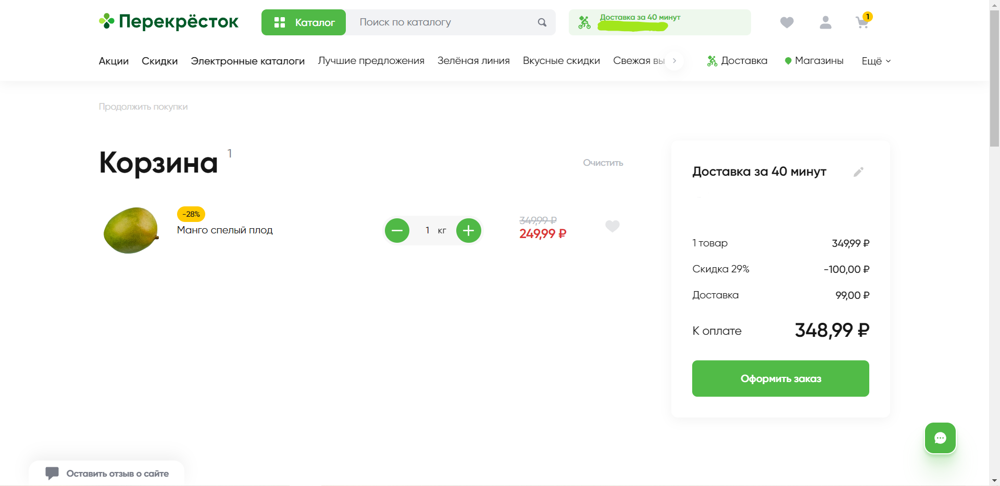 Перекрёсток
Каталог
Поиск по каталогу
Доставка за 40 минут
1
Акции
Скидки
Электронные каталоги
Лучшие предложения
Зелёная линия
Вкусные скидки
Свежая вы
Доставка
Магазины
Ещё
Продолжить покупки
Корзина 1
Очистить
-28%
Манго спелый плод
1 кг
349,99 ₽
249,99 ₽
Доставка за 40 минут
1 товар 349,99 ₽
Скидка 29% -100,00 ₽
Доставка 99,00 ₽
К оплате 348,99 ₽
Оформить заказ
Оставить отзыв о сайте